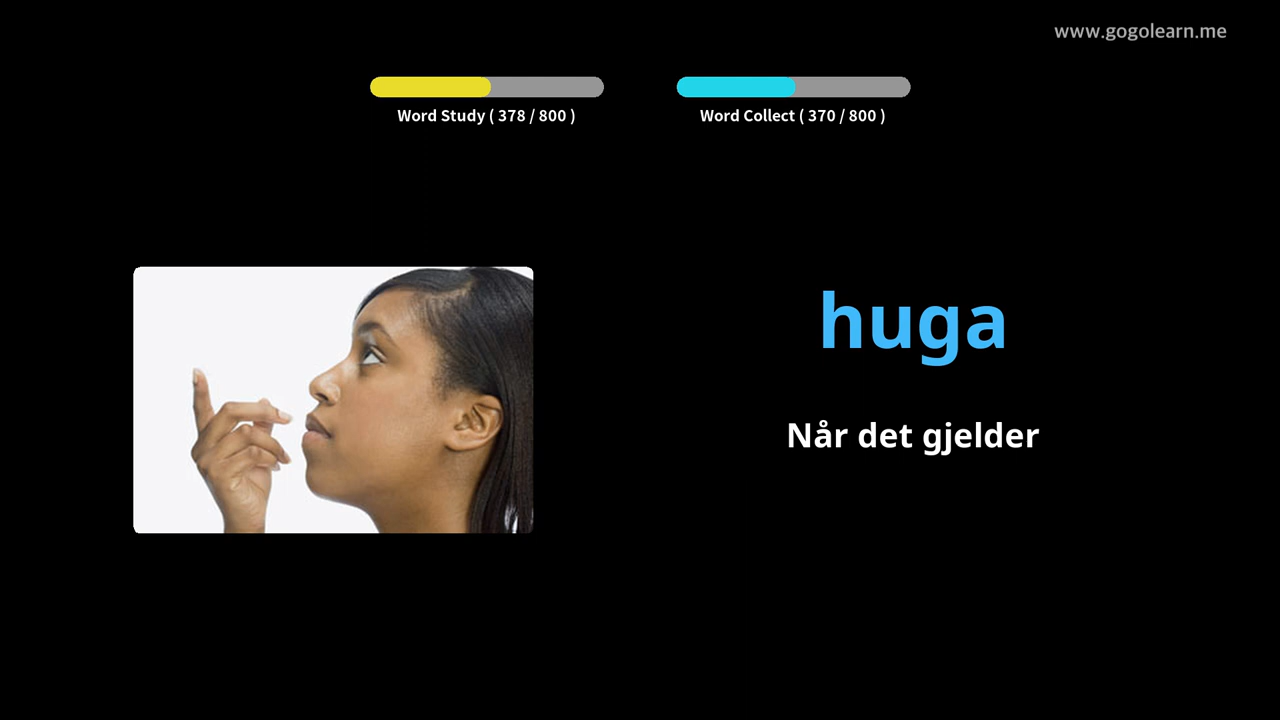 www.gogolearn.me
Word Study ( 378 / 800 )
Word Collect ( 370 / 800 )
huga
Når det gjelder